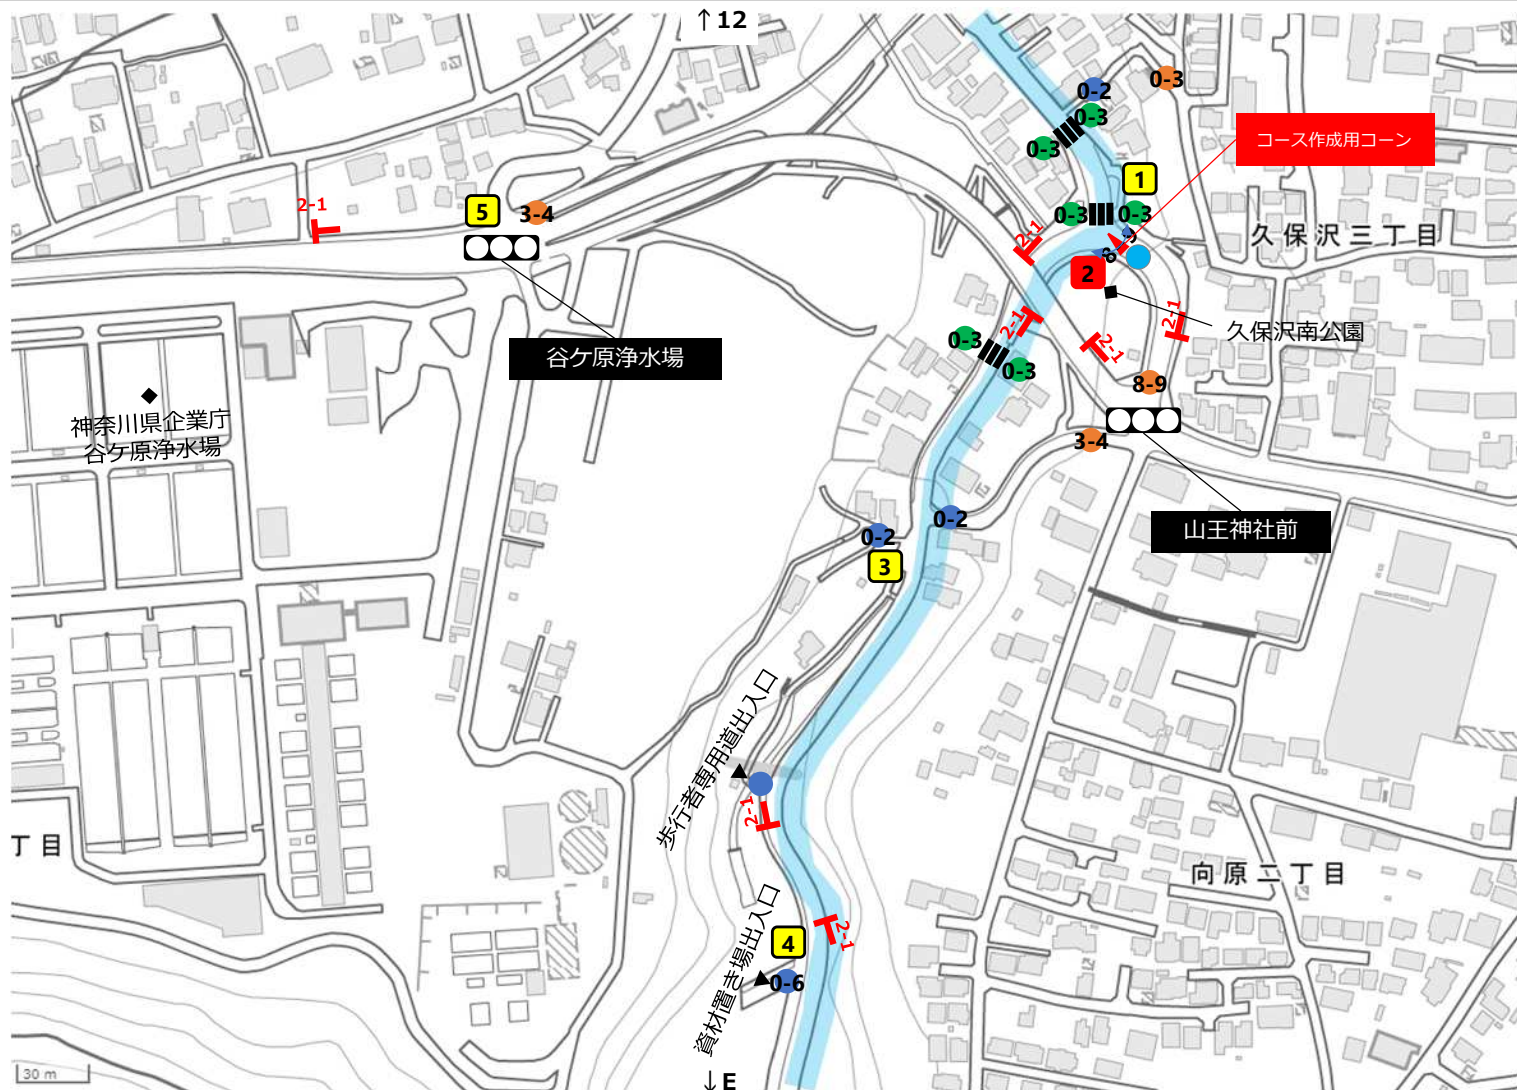 ↑12
0-2
0-3
0-3
0-3
コース作成用コーン
1
2-1
5
3-4
0-3
0-3
久保沢三丁目
2-1
8
2
2-1
2-1
久保沢南公園
0-3
2-1
谷ケ原浄水場
0-3
8-9
神奈川県企業庁
谷ケ原浄水場
3-4
0-2
山王神社前
0-2
3
歩行者専用道出入口
2-1
丁目
向原二丁目
資材置き場出入口
4
2-1
0-6
30 m
↓E